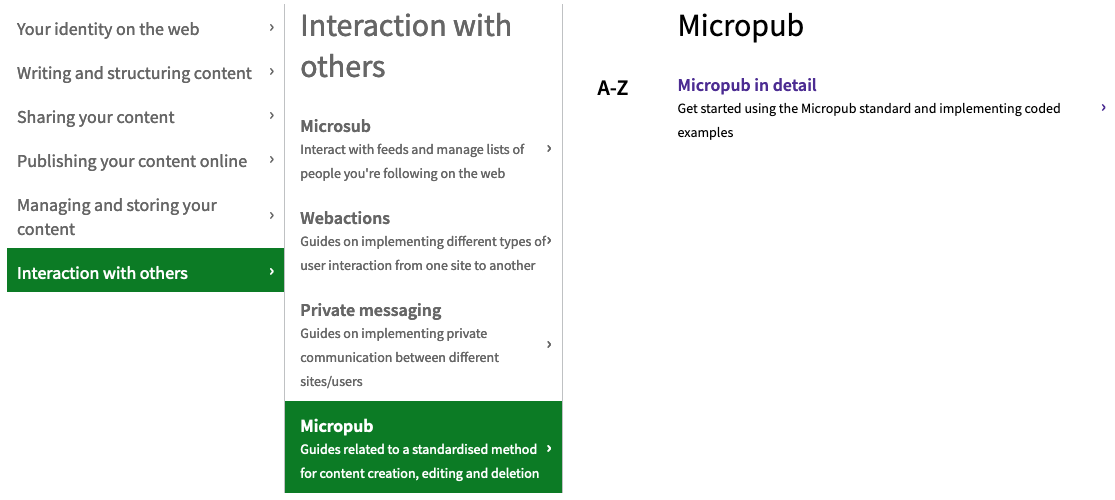 Your identity on the web
Writing and structuring content
Sharing your content
Publishing your content online
Managing and storing your
content
Interaction with others
Interaction with
others
Microsub
Interact with feeds and manage lists of
people you're following on the web
Webactions
Guides on implementing different types of
user interaction from one site to another
Private messaging
Guides on implementing private
communication between different
sites/users
Micropub
Guides related to a standardised method
for content creation, editing and deletion
Micropub
A-Z
Micropub in detail
Get started using the Micropub standard and implementing coded
examples